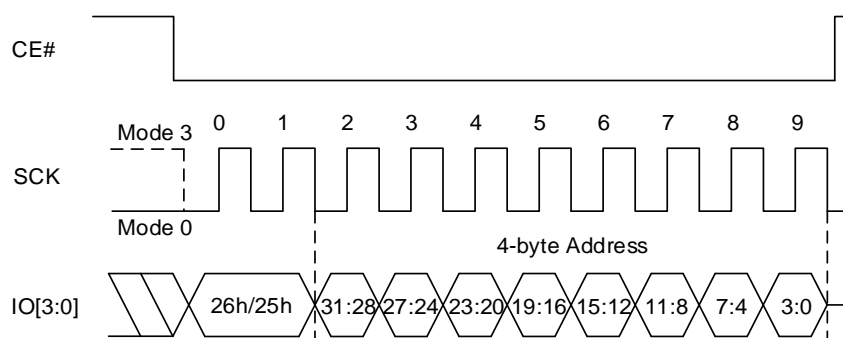 CE#
0 1 2 3 4 5 6 7 8 9
Mode 3
SCK
Mode 0
4-byte Address
IO[3:0] 26h/25h 31:28 27:24 23:20 19:16 15:12 11:8 7:4 3:0